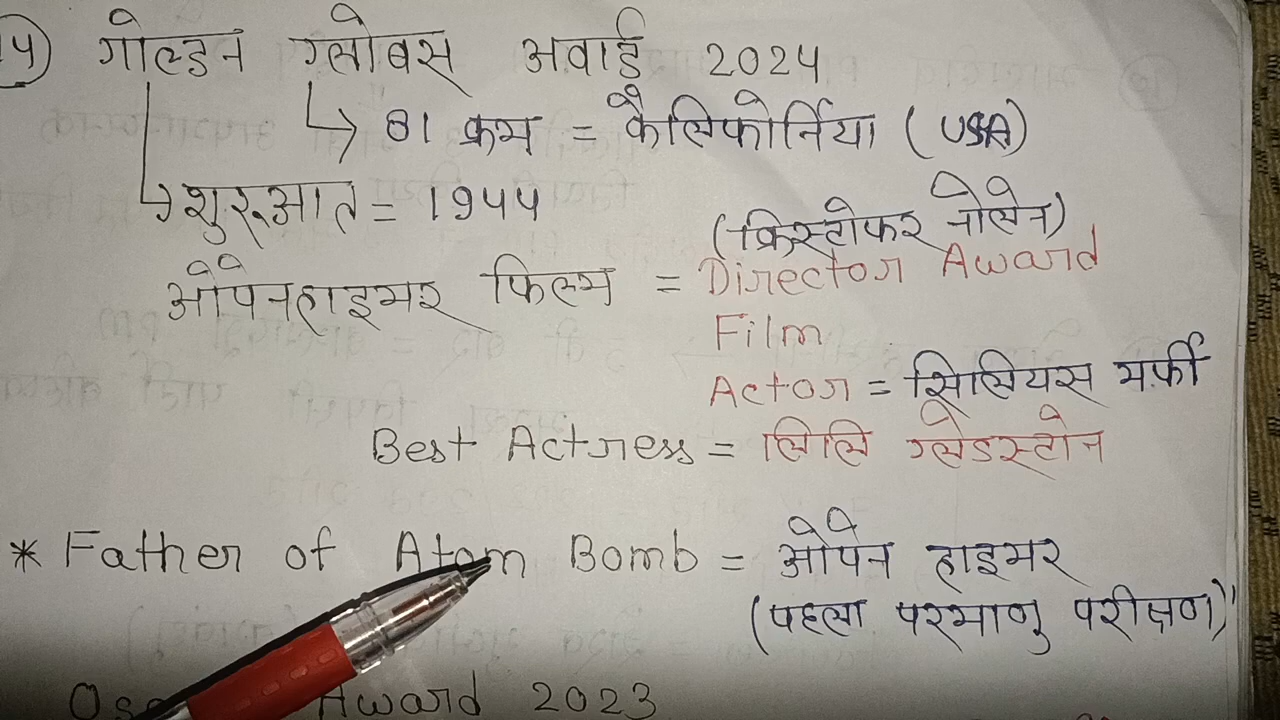 14) गोल्डन ग्लोबस अवार्ड 2024
↳ 81 क्रम = कैलिफोर्निया (USA)
↳ शुरूआत = 1944
(क्रिस्टोफर नोलेन)
ओपेनहाइमर फिल्म = Director Award
Film
Actor = सिलियस मर्फी
Best Actress = लिलि ग्लेडस्टोन
* Father of Atom Bomb = ओपेन हाइमर
(पहला परमाणु परीक्षण)
Award 2023